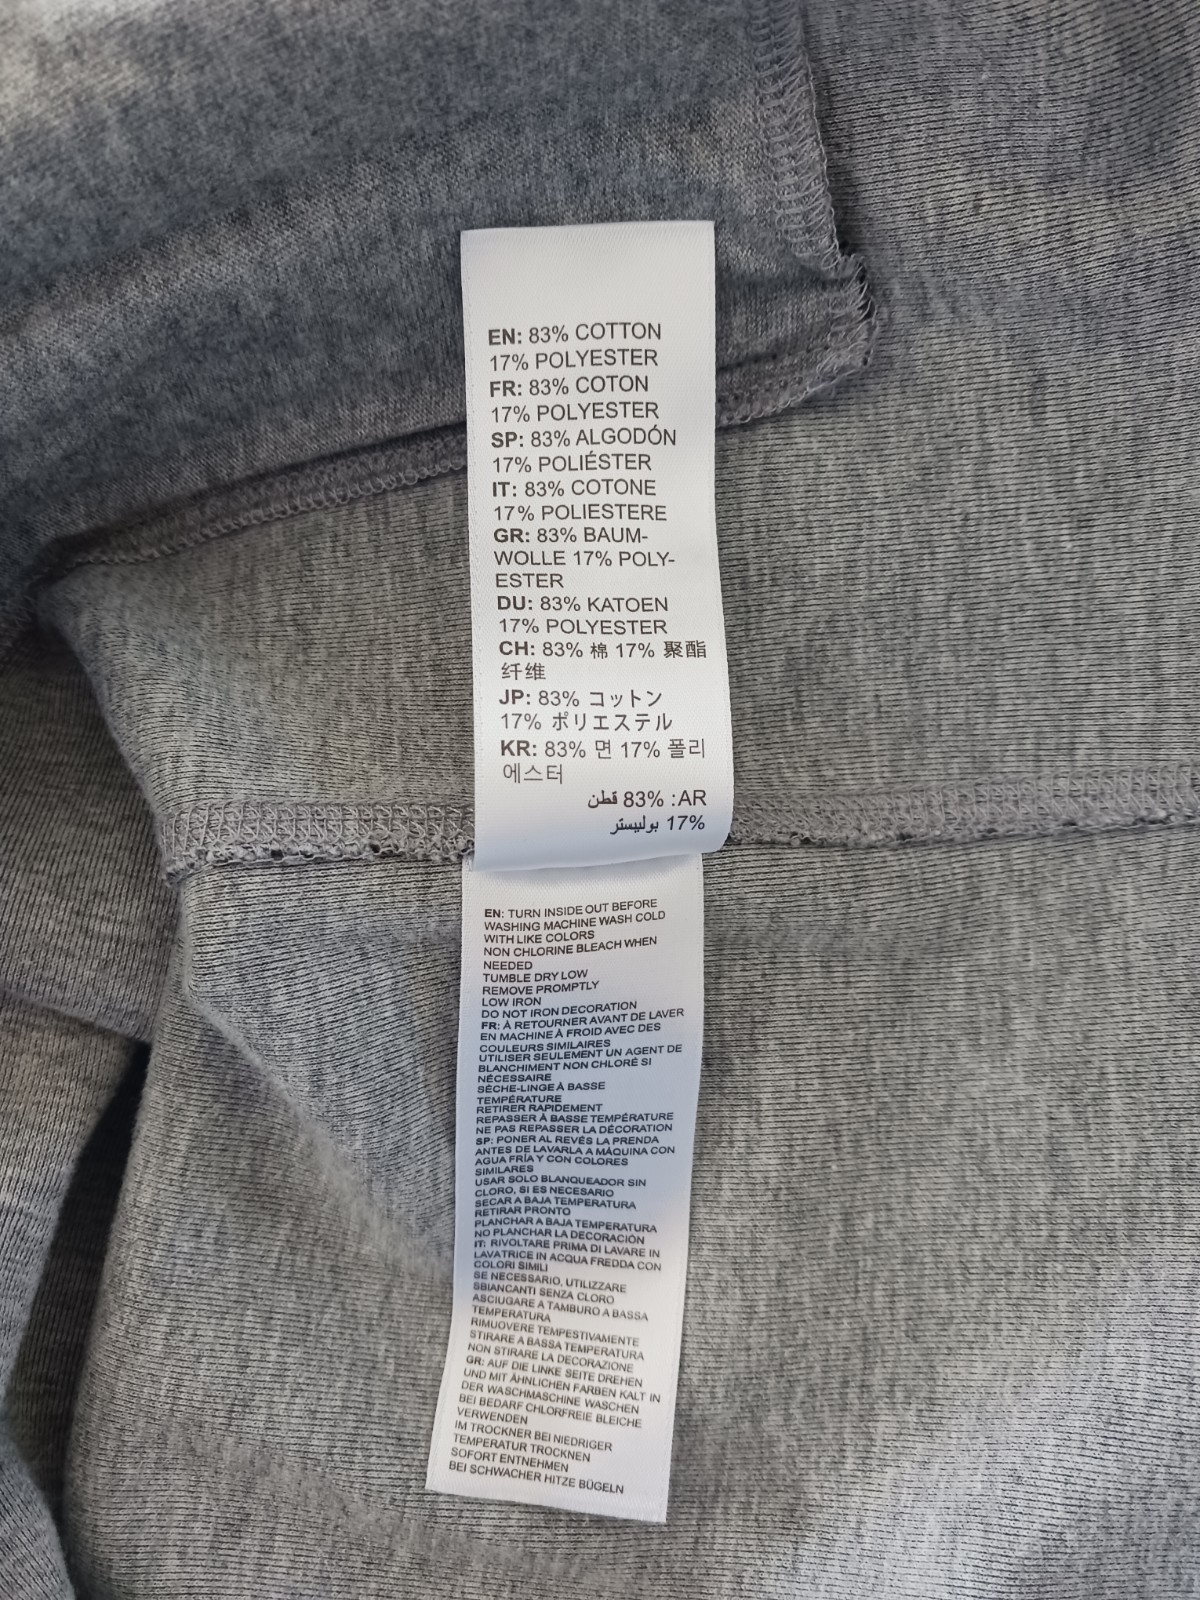 EN: 83% COTTON
17% POLYESTER
FR: 83% COTON
17% POLYESTER
SP: 83% ALGODÓN
17% POLIÉSTER
IT: 83% COTONE
17% POLIESTERE
GR: 83% BAUM-
WOLLE 17% POLY-
ESTER
DU: 83% KATOEN
17% POLYESTER
CH: 83% 棉 17% 聚酯
纤维
JP: 83% コットン
17% ポリエステル
KR: 83% 면 17% 폴리
에스터
AR: 83% قطن
17% بوليستر
EN: TURN INSIDE OUT BEFORE
WASHING MACHINE WASH COLD
WITH LIKE COLORS
NON CHLORINE BLEACH WHEN
NEEDED
TUMBLE DRY LOW
REMOVE PROMPTLY
LOW IRON
DO NOT IRON DECORATION
FR: À RETOURNER AVANT DE LAVER
EN MACHINE À FROID AVEC DES
COULEURS SIMILAIRES
UTILISER SEULEMENT UN AGENT DE
BLANCHIMENT NON CHLORÉ SI
NÉCESSAIRE
SÈCHE-LINGE À BASSE
TEMPÉRATURE
RETIRER RAPIDEMENT
REPASSER À BASSE TEMPÉRATURE
NE PAS REPASSER LA DÉCORATION
SP: PONER AL REVÉS LA PRENDA
ANTES DE LAVARLA A MÁQUINA CON
AGUA FRÍA Y CON COLORES
SIMILARES
USAR SOLO BLANQUEADOR SIN
CLORO, SI ES NECESARIO
SECAR A BAJA TEMPERATURA
RETIRAR PRONTO
PLANCHAR A BAJA TEMPERATURA
NO PLANCHAR LA DECORACIÓN
IT: RIVOLTARE PRIMA DI LAVARE IN
LAVATRICE IN ACQUA FREDDA CON
COLORI SIMILI
SE NECESSARIO, UTILIZZARE
SBIANCANTI SENZA CLORO
ASCIUGARE A TAMBURO A BASSA
TEMPERATURA
RIMUOVERE TEMPESTIVAMENTE
STIRARE A BASSA TEMPERATURA
NON STIRARE LA DECORAZIONE
GR: AUF DIE LINKE SEITE DREHEN
UND MIT ÄHNLICHEN FARBEN KALT IN
DER WASCHMASCHINE WASCHEN
BEI BEDARF CHLORFREIE BLEICHE
VERWENDEN
IM TROCKNER BEI NIEDRIGER
TEMPERATUR TROCKNEN
SOFORT ENTNEHMEN
BEI SCHWACHER HITZE BÜGELN